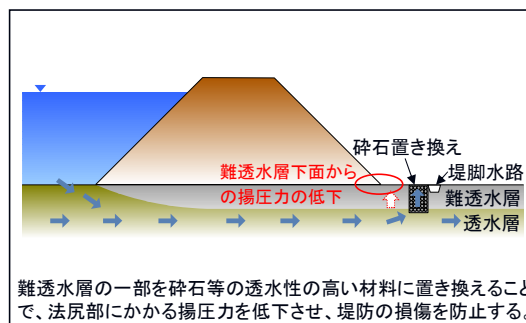 砕石置き換え
堤脚水路
難透水層下面から
の揚圧力の低下
難透水層
透水層
難透水層の一部を砕石等の透水性の高い材料に置き換えること
で、法尻部にかかる揚圧力を低下させ、堤防の損傷を防止する。